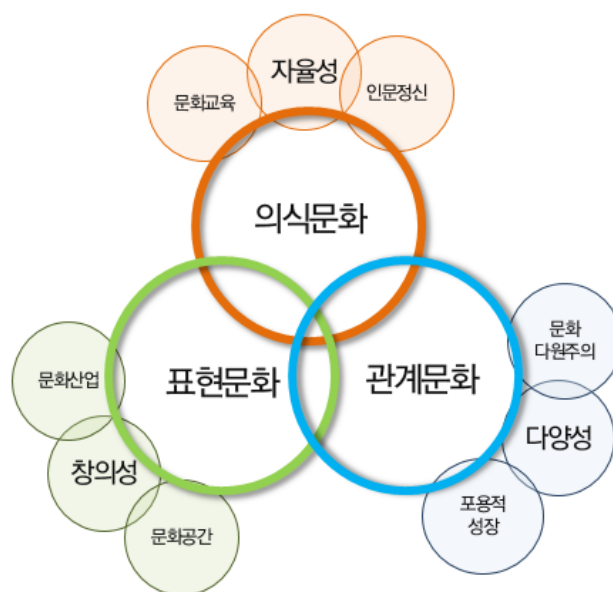 자율성
문화교육
인문정신
의식문화
문화
다원주의
표현문화
관계문화
문화산업
다양성
창의성
포용적
성장
문화공간